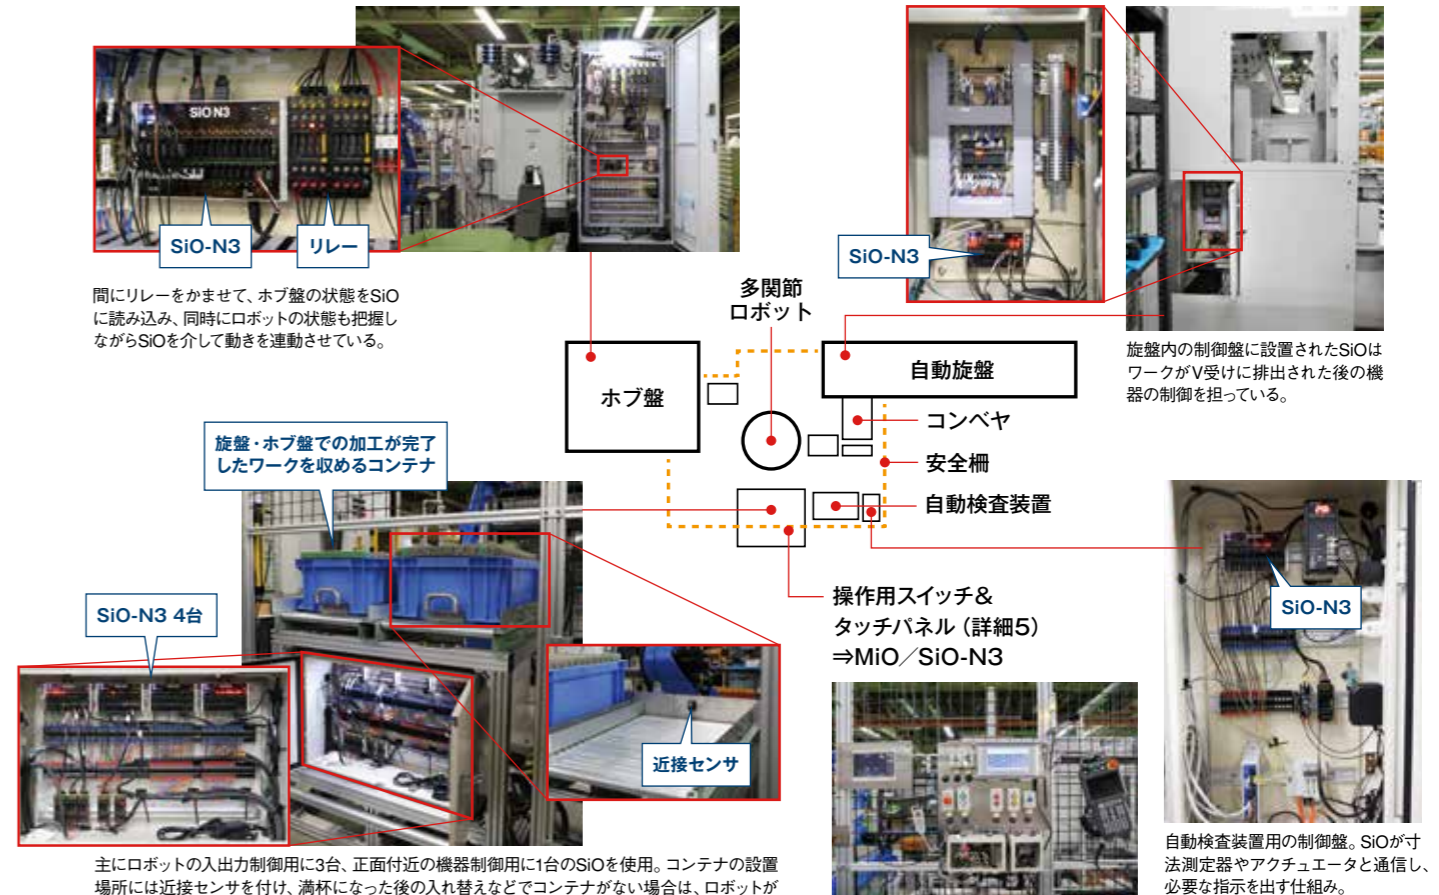 SiO N3
SiO-N3
リレー
間にリレーをかませて、ホブ盤の状態をSiO
に読み込み、同時にロボットの状態も把握し
ながらSiOを介して動きを連動させている。
SiO-N3
旋盤内の制御盤に設置されたSiOは
ワークがV受けに排出された後の機
器の制御を担っている。
多関節
ロボット
ホブ盤
自動旋盤
コンベヤ
安全柵
自動検査装置
操作用スイッチ＆
タッチパネル（詳細5）
⇒MiO／SiO-N3
旋盤・ホブ盤での加工が完了
したワークを収めるコンテナ
SiO-N3 4台
近接センサ
主にロボットの入出力制御用に3台、正面付近の機器制御用に1台のSiOを使用。コンテナの設置
場所には近接センサを付け、満杯になった後の入れ替えなどでコンテナがない場合は、ロボットが
SiO-N3
自動検査装置用の制御盤。SiOが寸
法測定器やアクチュエータと通信し、
必要な指示を出す仕組み。